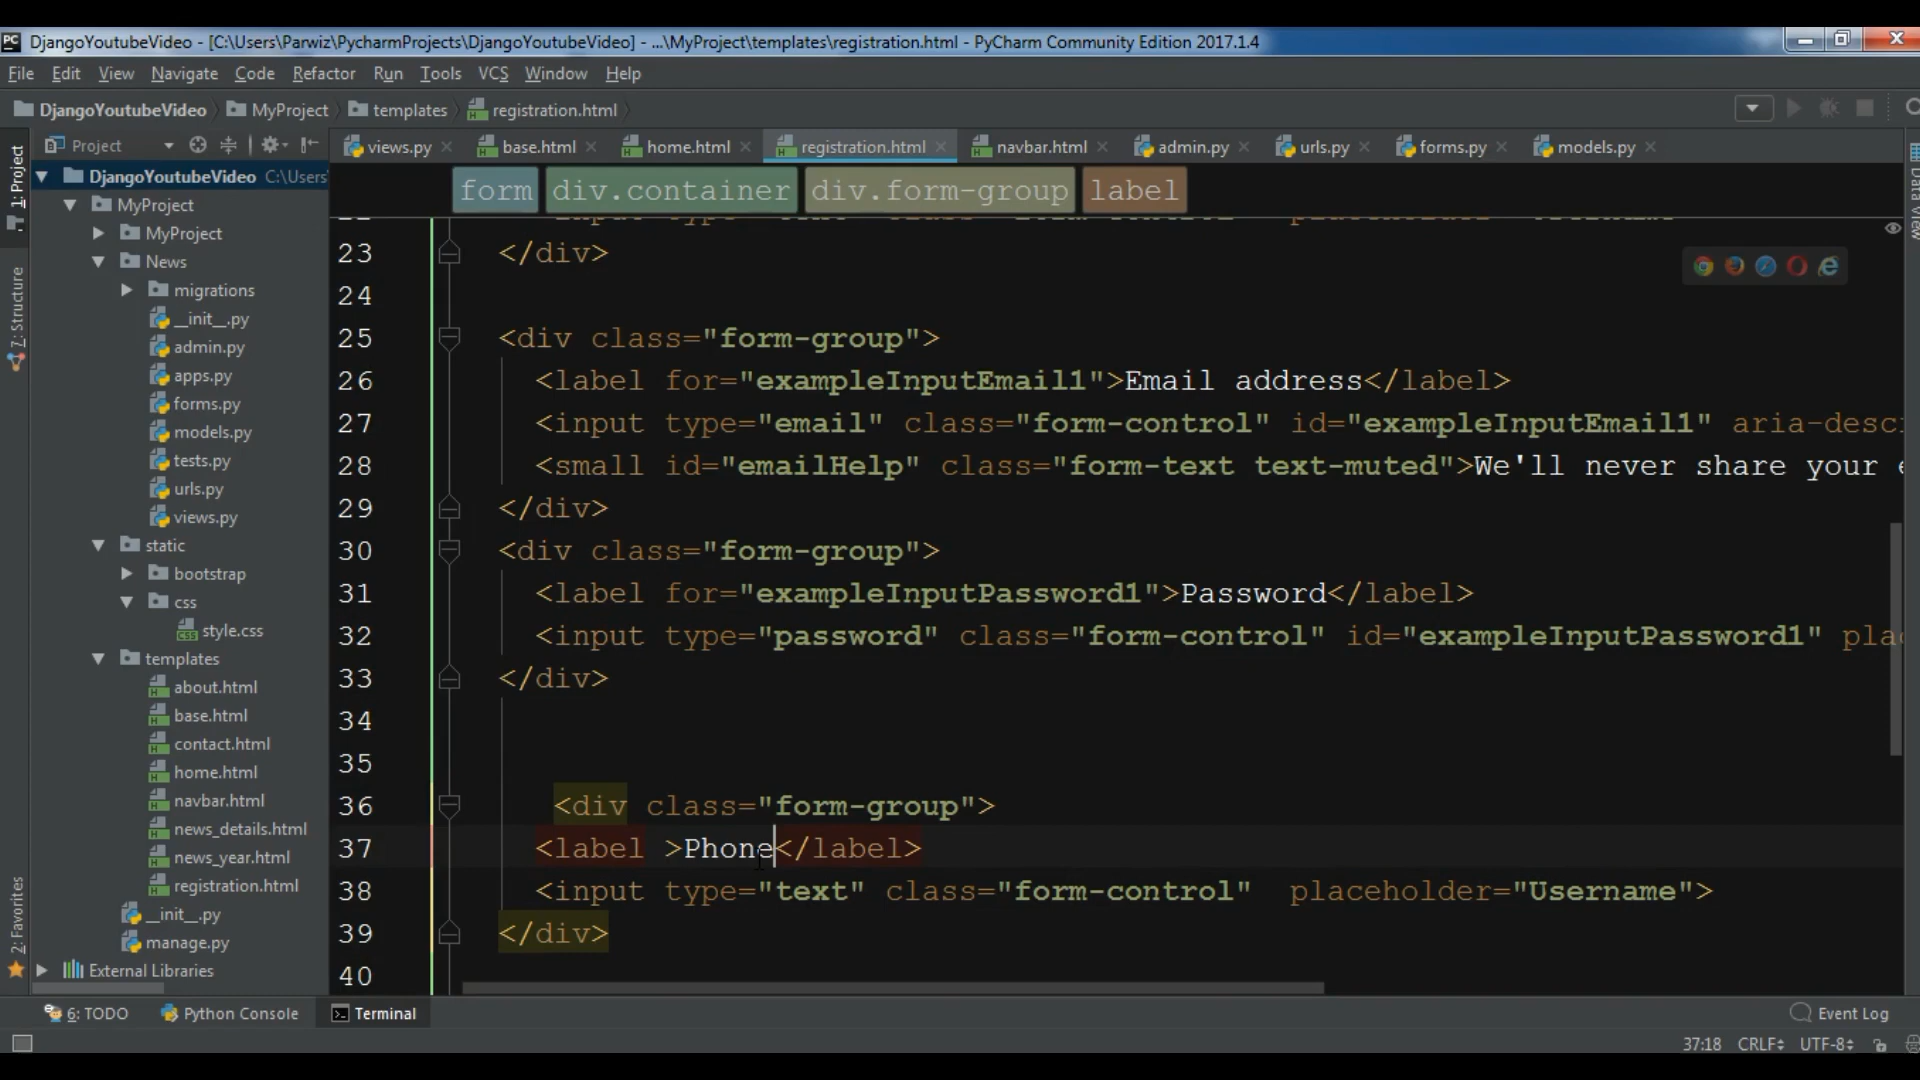 PC DjangoYoutubeVideo - [C:\Users\Parwiz\PycharmProjects\DjangoYoutubeVideo] - ...\MyProject\templates\registration.html - PyCharm Community Edition 2017.1.4
File Edit View Navigate Code Refactor Run Tools VCS Window Help
DjangoYoutubeVideo MyProject templates registration.html
Project
views.py base.html home.html registration.html navbar.html admin.py urls.py forms.py models.py
form div.container div.form-group label
1: Project
7: Structure
2: Favorites
Data View
DjangoYoutubeVideo C:\Users
MyProject
MyProject
News
migrations
__init__.py
admin.py
apps.py
forms.py
models.py
tests.py
urls.py
views.py
static
bootstrap
css
style.css
templates
about.html
base.html
contact.html
home.html
navbar.html
news_details.html
news_year.html
registration.html
__init__.py
manage.py
External Libraries
23 </div>
24
25 <div class="form-group">
26 <label for="exampleInputEmail1">Email address</label>
27 <input type="email" class="form-control" id="exampleInputEmail1" aria-desc
28 <small id="emailHelp" class="form-text text-muted">We'll never share your
29 </div>
30 <div class="form-group">
31 <label for="exampleInputPassword1">Password</label>
32 <input type="password" class="form-control" id="exampleInputPassword1" pla
33 </div>
34
35
36 <div class="form-group">
37 <label >Phone</label>
38 <input type="text" class="form-control"  placeholder="Username">
39 </div>
40
6: TODO Python Console Terminal Event Log
37:18 CRLF UTF-8